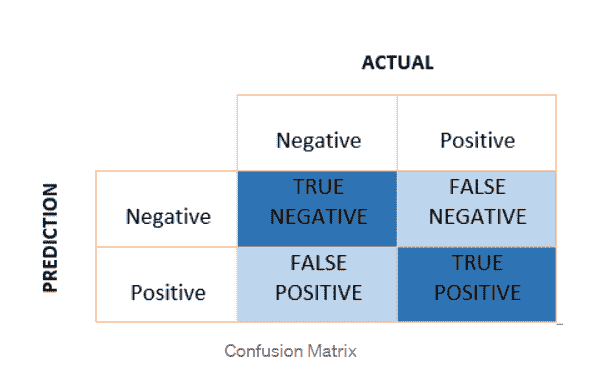 ACTUAL
Negative Positive
PREDICTION
Negative
TRUE
NEGATIVE
FALSE
NEGATIVE
Positive
FALSE
POSITIVE
TRUE
POSITIVE
Confusion Matrix